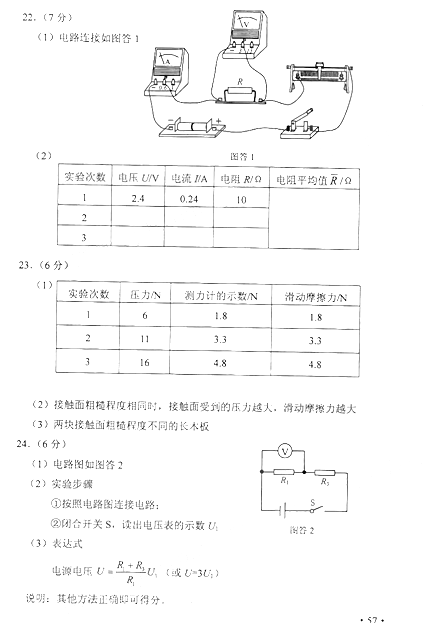 22.（7 分）
（1）电路连接如图答 1
A
V
R
− +
（2）
图答 1
实验次数 电压 U/V 电流 I/A 电阻 R/Ω 电阻平均值 R̅ / Ω
1 2.4 0.24 10
2
3
23.（6 分）
（1）
实验次数 压力/N 测力计的示数/N 滑动摩擦力/N
1 6 1.8 1.8
2 11 3.3 3.3
3 16 4.8 4.8
（2）接触面粗糙程度相同时，接触面受到的压力越大，滑动摩擦力越大
（3）两块接触面粗糙程度不同的长木板
24.（6 分）
（1）电路图如图答 2
（2）实验步骤
①按照电路图连接电路；
②闭合开关 S，读出电压表的示数 U₁
V
R₁
S
图答 2
（3）表达式
电源电压 U = (R₁ + R₃)/R₁ U₁ （或 U=3U₁）
说明：其他方法正确即可得分。
• 57 •